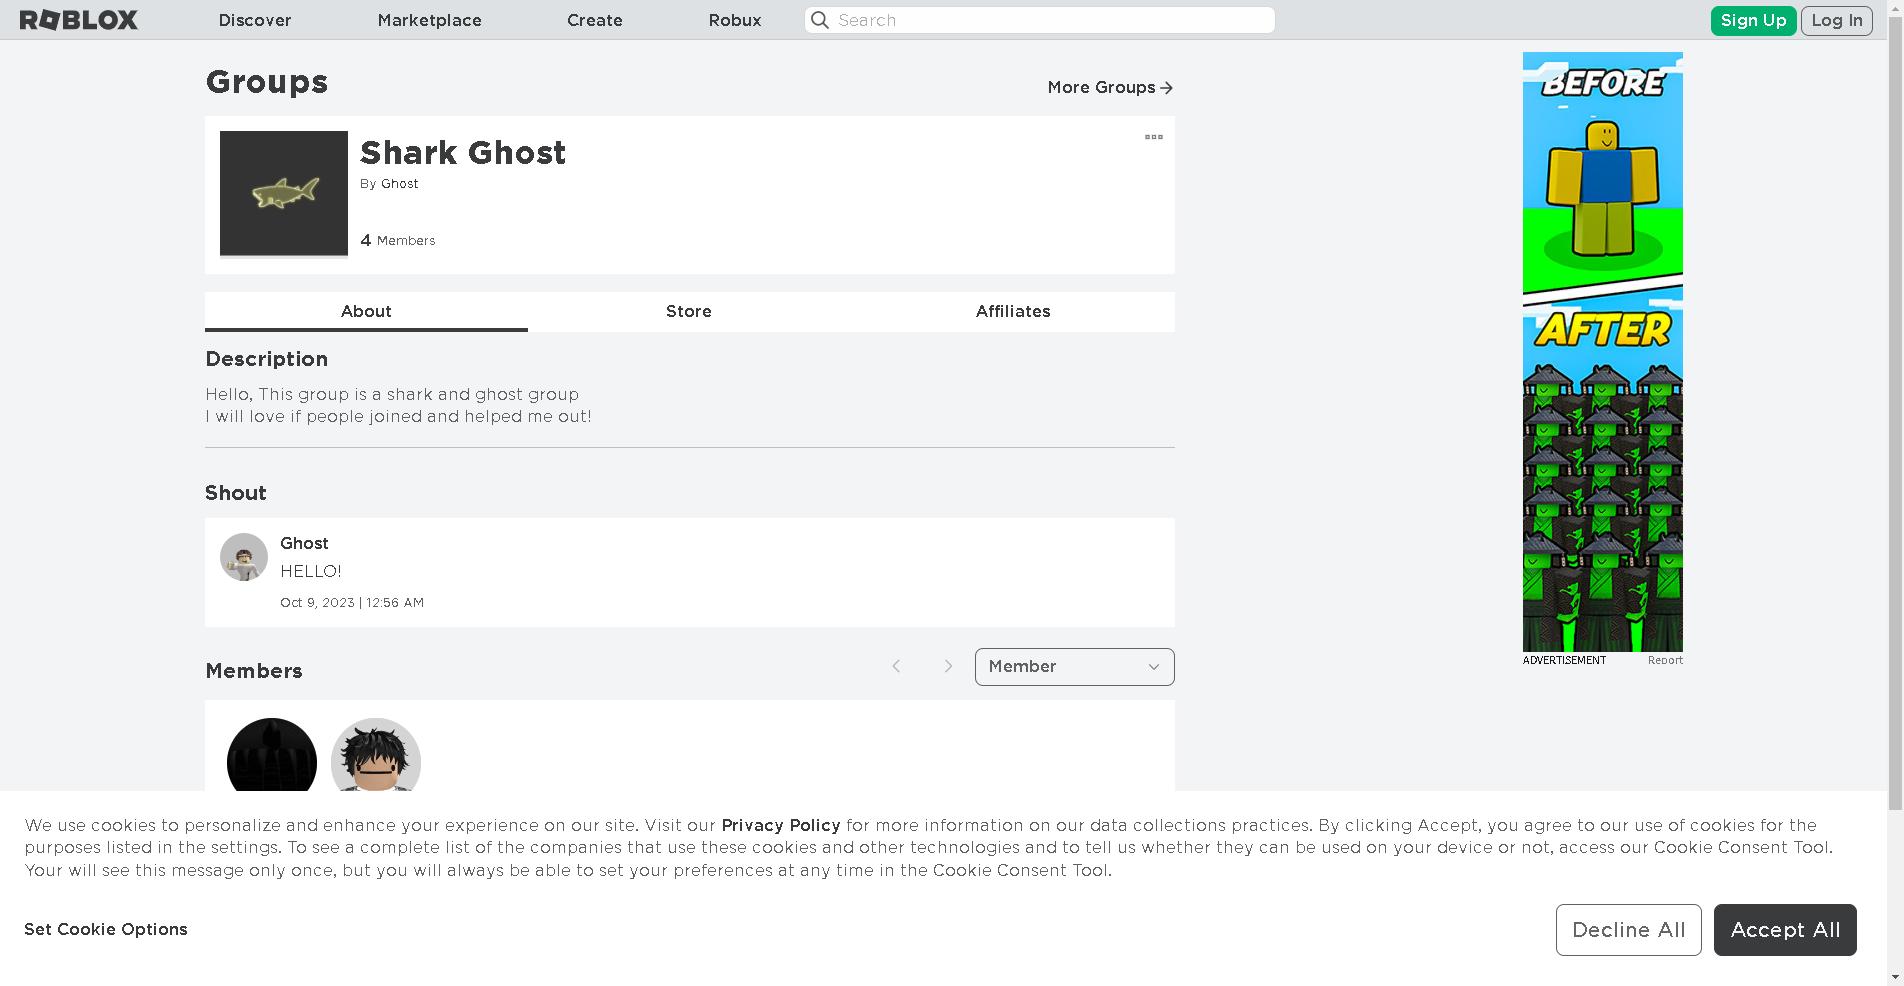 ROBLOX
Discover
Marketplace
Create
Robux
Search
Sign Up
Log In
Groups
More Groups
Shark Ghost
By Ghost
4 Members
About
Store
Affiliates
Description
Hello, This group is a shark and ghost group
I will love if people joined and helped me out!
Shout
Ghost
HELLO!
Oct 9, 2023 | 12:56 AM
Members
Member
BEFORE
AFTER
ADVERTISEMENT
Report
We use cookies to personalize and enhance your experience on our site. Visit our Privacy Policy for more information on our data collections practices. By clicking Accept, you agree to our use of cookies for the
purposes listed in the settings. To see a complete list of the companies that use these cookies and other technologies and to tell us whether they can be used on your device or not, access our Cookie Consent Tool.
Your will see this message only once, but you will always be able to set your preferences at any time in the Cookie Consent Tool.
Set Cookie Options
Decline All
Accept All